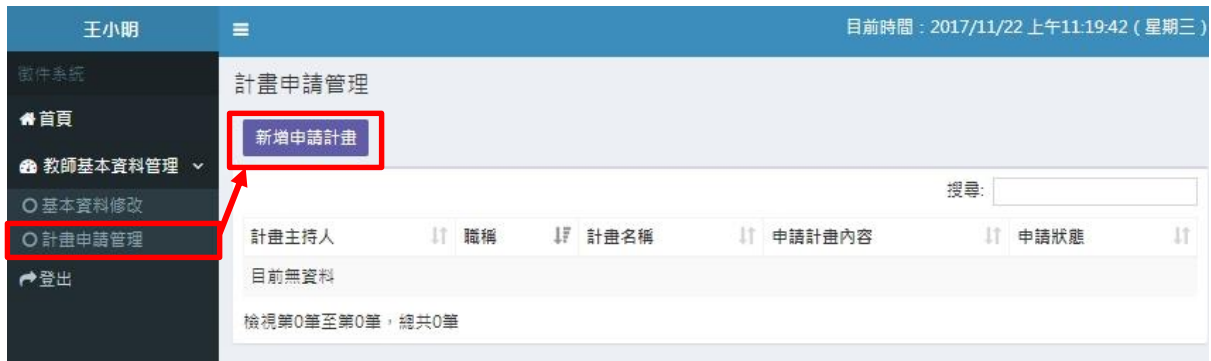 王小明
目前時間：2017/11/22 上午11:19:42 ( 星期三 )
徵件系統
首頁
教師基本資料管理
基本資料修改
計畫申請管理
登出
計畫申請管理
新增申請計畫
搜尋:
計畫主持人 職稱 計畫名稱 申請計畫內容 申請狀態
目前無資料
檢視第0筆至第0筆，總共0筆